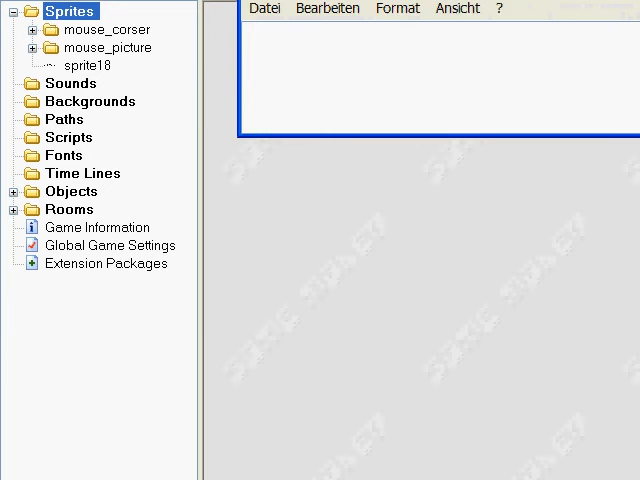 Sprites
mouse_corser
mouse_picture
sprite18
Sounds
Backgrounds
Paths
Scripts
Fonts
Time Lines
Objects
Rooms
Game Information
Global Game Settings
Extension Packages
Datei Bearbeiten Format Ansicht ?